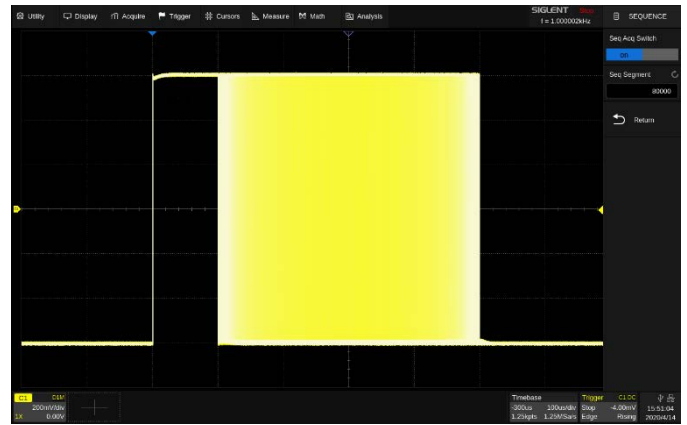 Utility Display Acquire Trigger Cursors Measure Math Analysis
SIGLENT Stop
f = 1.000002kHz
SEQUENCE
Seq Acq Switch
on
Seq Segment
80000
Return
C1 D1M
200mV/div
1X 0.00V
Timebase
-300us 100us/div
1.25kpts 1.25MSa/s
Trigger C1 DC
Stop -4.00mV
Edge Rising
15:51:04
2020/4/14